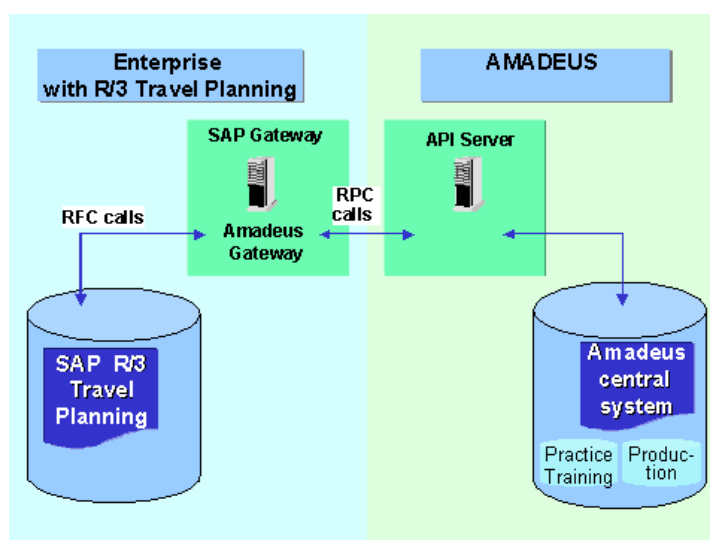 Enterprise
with R/3 Travel Planning
AMADEUS
SAP Gateway
API Server
RFC calls
RPC
calls
Amadeus
Gateway
SAP R/3
Travel
Planning
Amadeus
central
system
Practice
Training
Produc-
tion